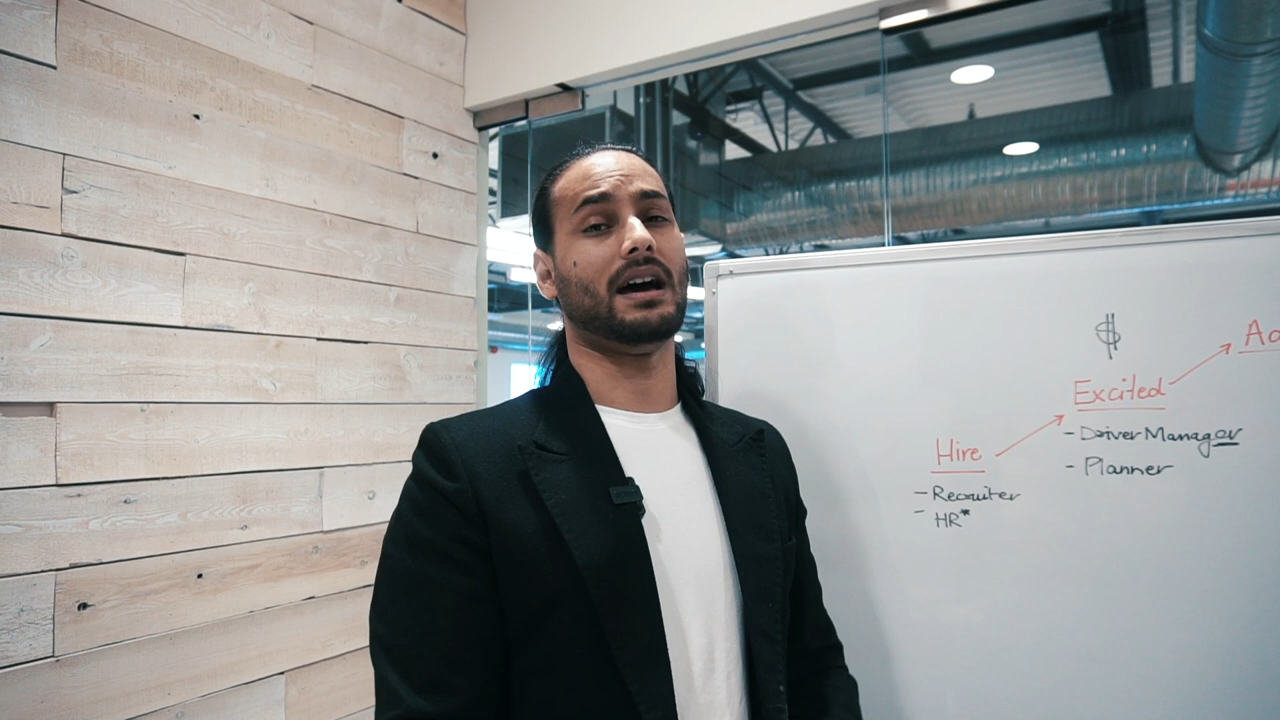 $
Ad
Excited
- Driver Manager
- Planner
Hire
- Recruiter
- HR*